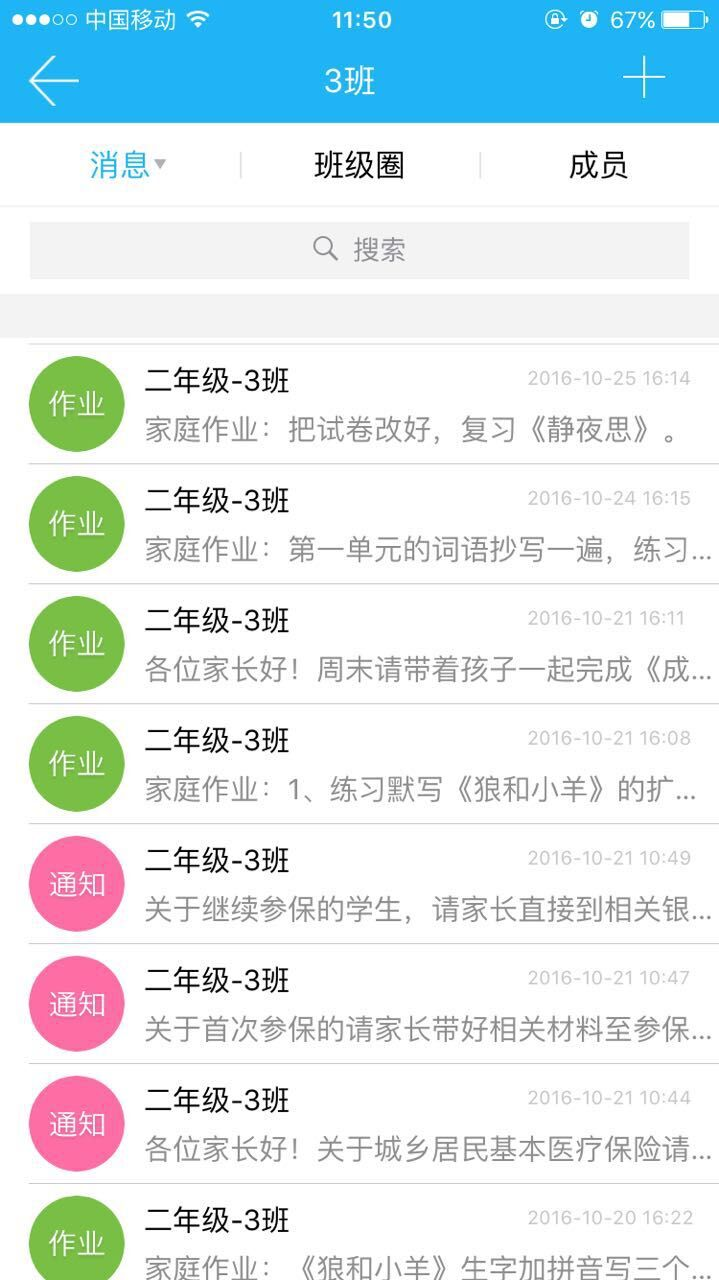 中国移动 11:50 67%
3班
消息 班级圈 成员
搜索
作业 二年级-3班 2016-10-25 16:14
家庭作业：把试卷改好，复习《静夜思》。
作业 二年级-3班 2016-10-24 16:15
家庭作业：第一单元的词语抄写一遍，练习...
作业 二年级-3班 2016-10-21 16:11
各位家长好！周末请带着孩子一起完成《成...
作业 二年级-3班 2016-10-21 16:08
家庭作业：1、练习默写《狼和小羊》的扩...
通知 二年级-3班 2016-10-21 10:49
关于继续参保的学生，请家长直接到相关银...
通知 二年级-3班 2016-10-21 10:47
关于首次参保的请家长带好相关材料至参保...
通知 二年级-3班 2016-10-21 10:44
各位家长好！关于城乡居民基本医疗保险请...
作业 二年级-3班 2016-10-20 16:22
家庭作业：《狼和小羊》生字加拼音写三个...